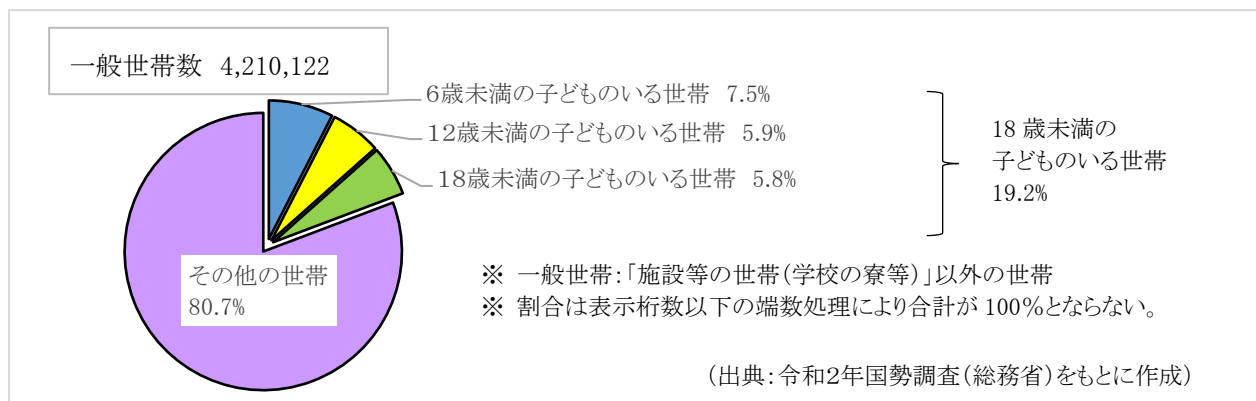 一般世帯数 4,210,122
6歳未満の子どものいる世帯 7.5%
12歳未満の子どものいる世帯 5.9%
18歳未満の子どものいる世帯 5.8%
18 歳未満の
子どものいる世帯
19.2%
その他の世帯
80.7%
※ 一般世帯:「施設等の世帯(学校の寮等)」以外の世帯
※ 割合は表示桁数以下の端数処理により合計が 100%とならない。
(出典:令和2年国勢調査(総務省)をもとに作成)